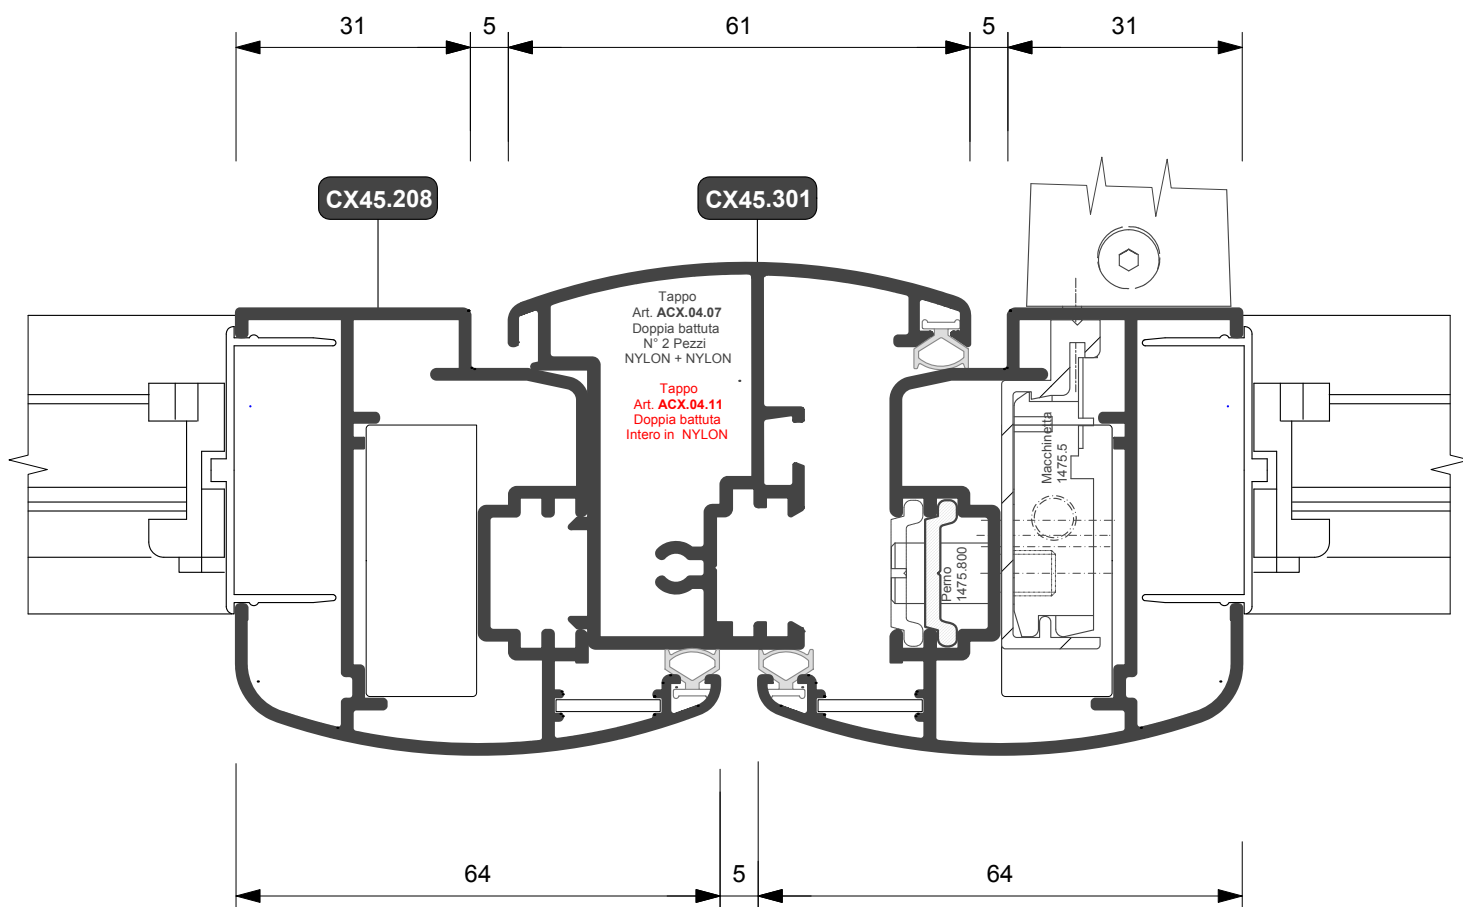 31 5 61 5 31
CX45.208
CX45.301
Tappo
Art. ACX.04.07
Doppia battuta
N° 2 Pezzi
NYLON + NYLON
Tappo
Art. ACX.04.11
Doppia battuta
Intero in NYLON
Macchinetta
1475.5
Perno
1475.800
64 5 64